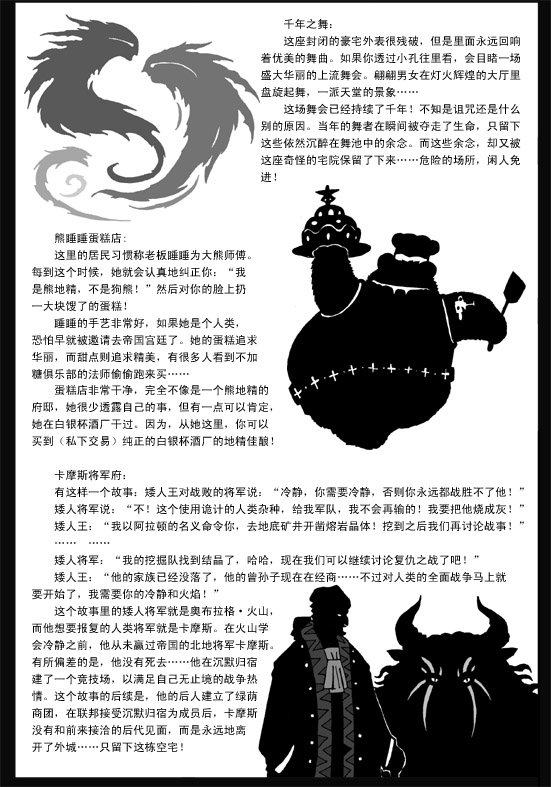 千年之舞：
这座封闭的豪宅外表很残破，但是里面永远回响
着优美的舞曲。如果你透过小孔往里看，会目睹一场
盛大华丽的上流舞会。翩翩男女在灯火辉煌的大厅里
盘旋起舞，一派天堂的景象……
这场舞会已经持续了千年！不知是诅咒还是什么
别的原因。当年的舞者在瞬间被夺走了生命，只留下
这些依然沉醉在舞池中的余念。而这些余念，却又被
这座奇怪的宅院保留了下来……危险的场所，闲人免
进！
熊睡睡蛋糕店：
这里的居民习惯称老板睡睡为大熊师傅。
每到这个时候，她就会认真地纠正你：“我
是熊地精，不是狗熊！”然后对你的脸上扔
一大块馊了的蛋糕！
睡睡的手艺非常好，如果她是个人类，
恐怕早就被邀请去帝国宫廷了。她的蛋糕追求
华丽，而甜点则追求精美，有很多人看到不加
糖俱乐部的法师偷偷跑来买……
蛋糕店非常干净，完全不像是一个熊地精的
府邸，她很少透露自己的事，但有一点可以肯定，
她在白银杯酒厂干过。因为，从她这里，你可以
买到（私下交易）纯正的白银杯酒厂的地精佳酿！
卡摩斯将军府：
有这样一个故事：矮人王对战败的将军说：“冷静，你需要冷静，否则你永远都战胜不了他！”
矮人将军说：“不！这个使用诡计的人类杂种，给我军队，我不会再输的！我要把他烧成灰！”
矮人王：“我以阿拉顿的名义命令你，去地底矿井开凿熔岩晶体！挖到之后我们再讨论战事！”
…… ……
矮人将军：“我的挖掘队找到结晶了，哈哈，现在我们可以继续讨论复仇之战了吧！”
矮人王：“他的家族已经没落了，他的曾孙子现在在经商……不过对人类的全面战争马上就
要开始了，我需要你的冷静和火焰！”
这个故事里的矮人将军就是奥布拉格·火山，
而他想要报复的人类将军就是卡摩斯。在火山学
会冷静之前，他从未赢过帝国的北地将军卡摩斯。
有所偏差的是，他没有死去……他在沉默归宿
建了一个竞技场，以满足自己无止境的战争热
情。这个故事的后续是，他的后人建立了绿荫
商团，在联邦接受沉默归宿为成员后，卡摩斯
没有和前来接洽的后代见面，而是永远地离
开了外城……只留下这栋空宅！